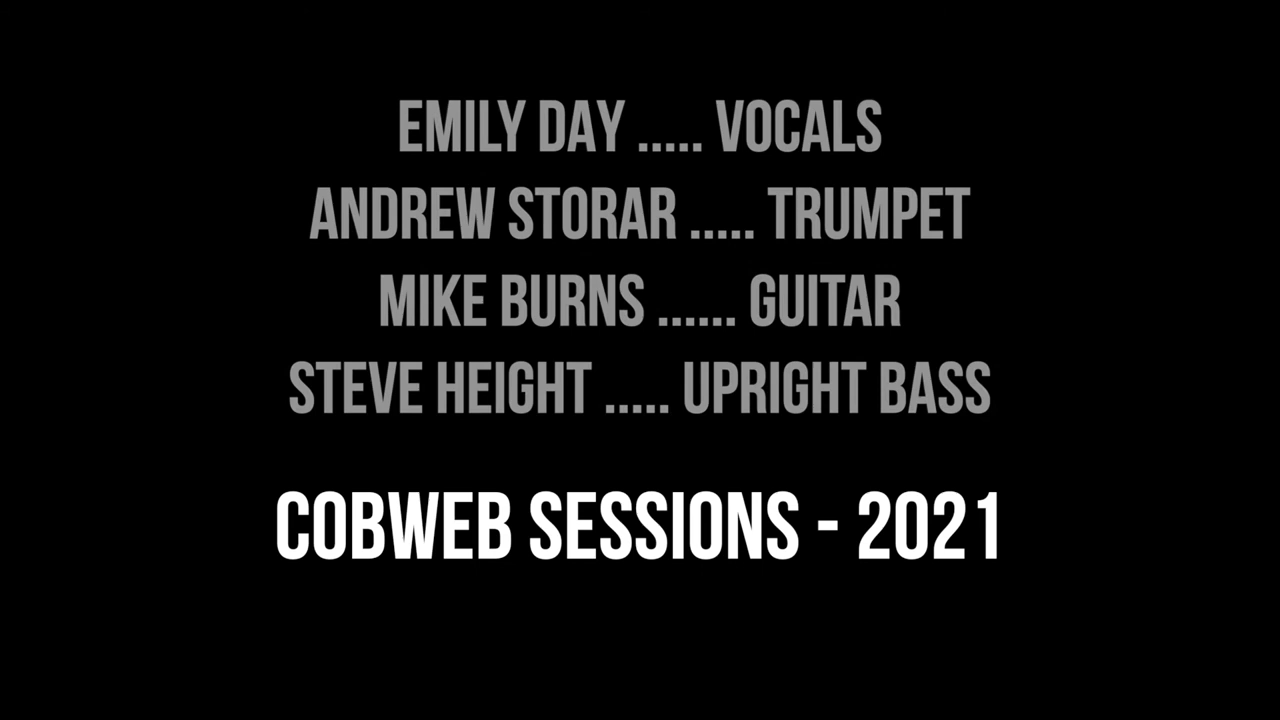 EMILY DAY ..... VOCALS
ANDREW STORAR ..... TRUMPET
MIKE BURNS ...... GUITAR
STEVE HEIGHT ..... UPRIGHT BASS
COBWEB SESSIONS - 2021